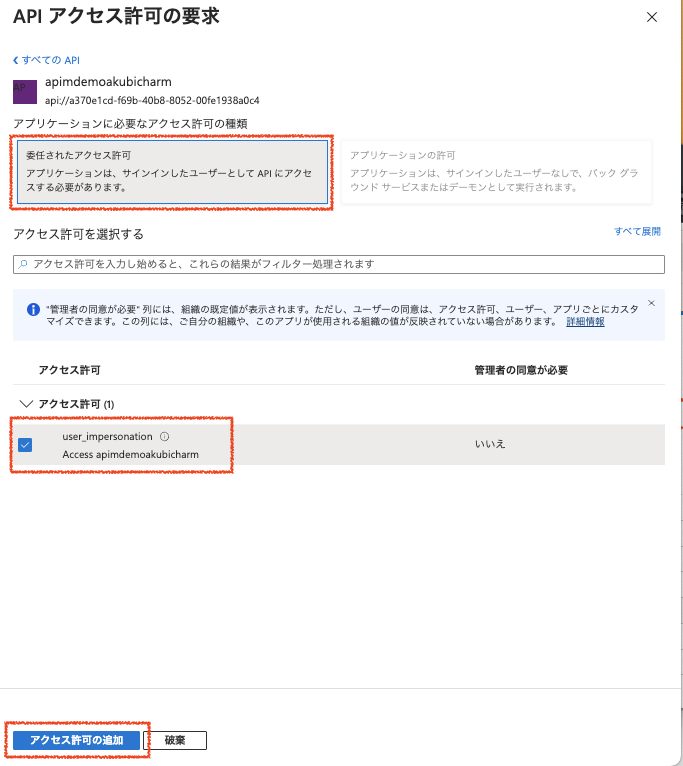 API アクセス許可の要求
すべての API
AP
apimdemoakubicharm
api://a370e1cd-f69b-40b8-8052-00fe1938a0c4
アプリケーションに必要なアクセス許可の種類
委任されたアクセス許可
アプリケーションは、サインインしたユーザーとして API にアクセ
スする必要があります。
アプリケーションの許可
アプリケーションは、サインインしたユーザーなしで、バック グラ
ウンド サービスまたはデーモンとして実行されます。
アクセス許可を選択する
すべて展開
アクセス許可を入力し始めると、これらの結果がフィルター処理されます
"管理者の同意が必要" 列には、組織の既定値が表示されます。ただし、ユーザーの同意は、アクセス許可、ユーザー、アプリごとにカスタ
マイズできます。この列には、ご自分の組織や、このアプリが使用される組織の値が反映されていない場合があります。 詳細情報
アクセス許可
管理者の同意が必要
アクセス許可 (1)
user_impersonation
Access apimdemoakubicharm
いいえ
アクセス許可の追加
破棄